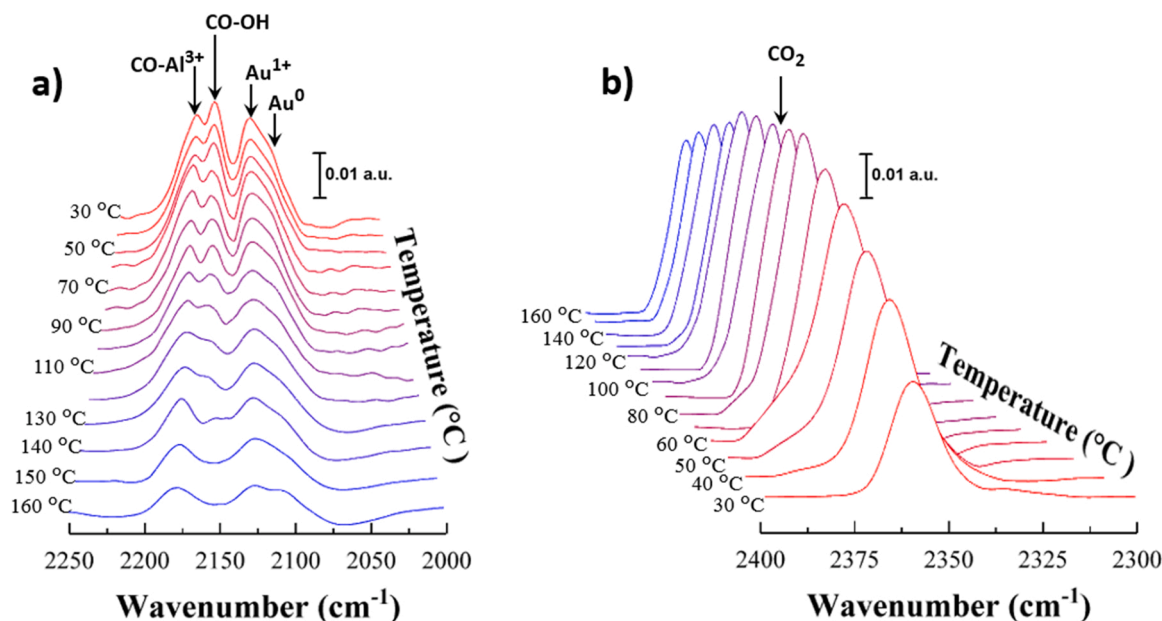 a)
CO-OH
CO-Al3+
Au1+
Au0
0.01 a.u.
30 °C
50 °C
70 °C
90 °C
110 °C
130 °C
140 °C
150 °C
160 °C
Temperature (°C)
2250 2200 2150 2100 2050 2000
Wavenumber (cm-1)
b)
CO2
0.01 a.u.
160 °C
140 °C
120 °C
100 °C
80 °C
60 °C
50 °C
40 °C
30 °C
Temperature (°C)
2400 2375 2350 2325 2300
Wavenumber (cm-1)